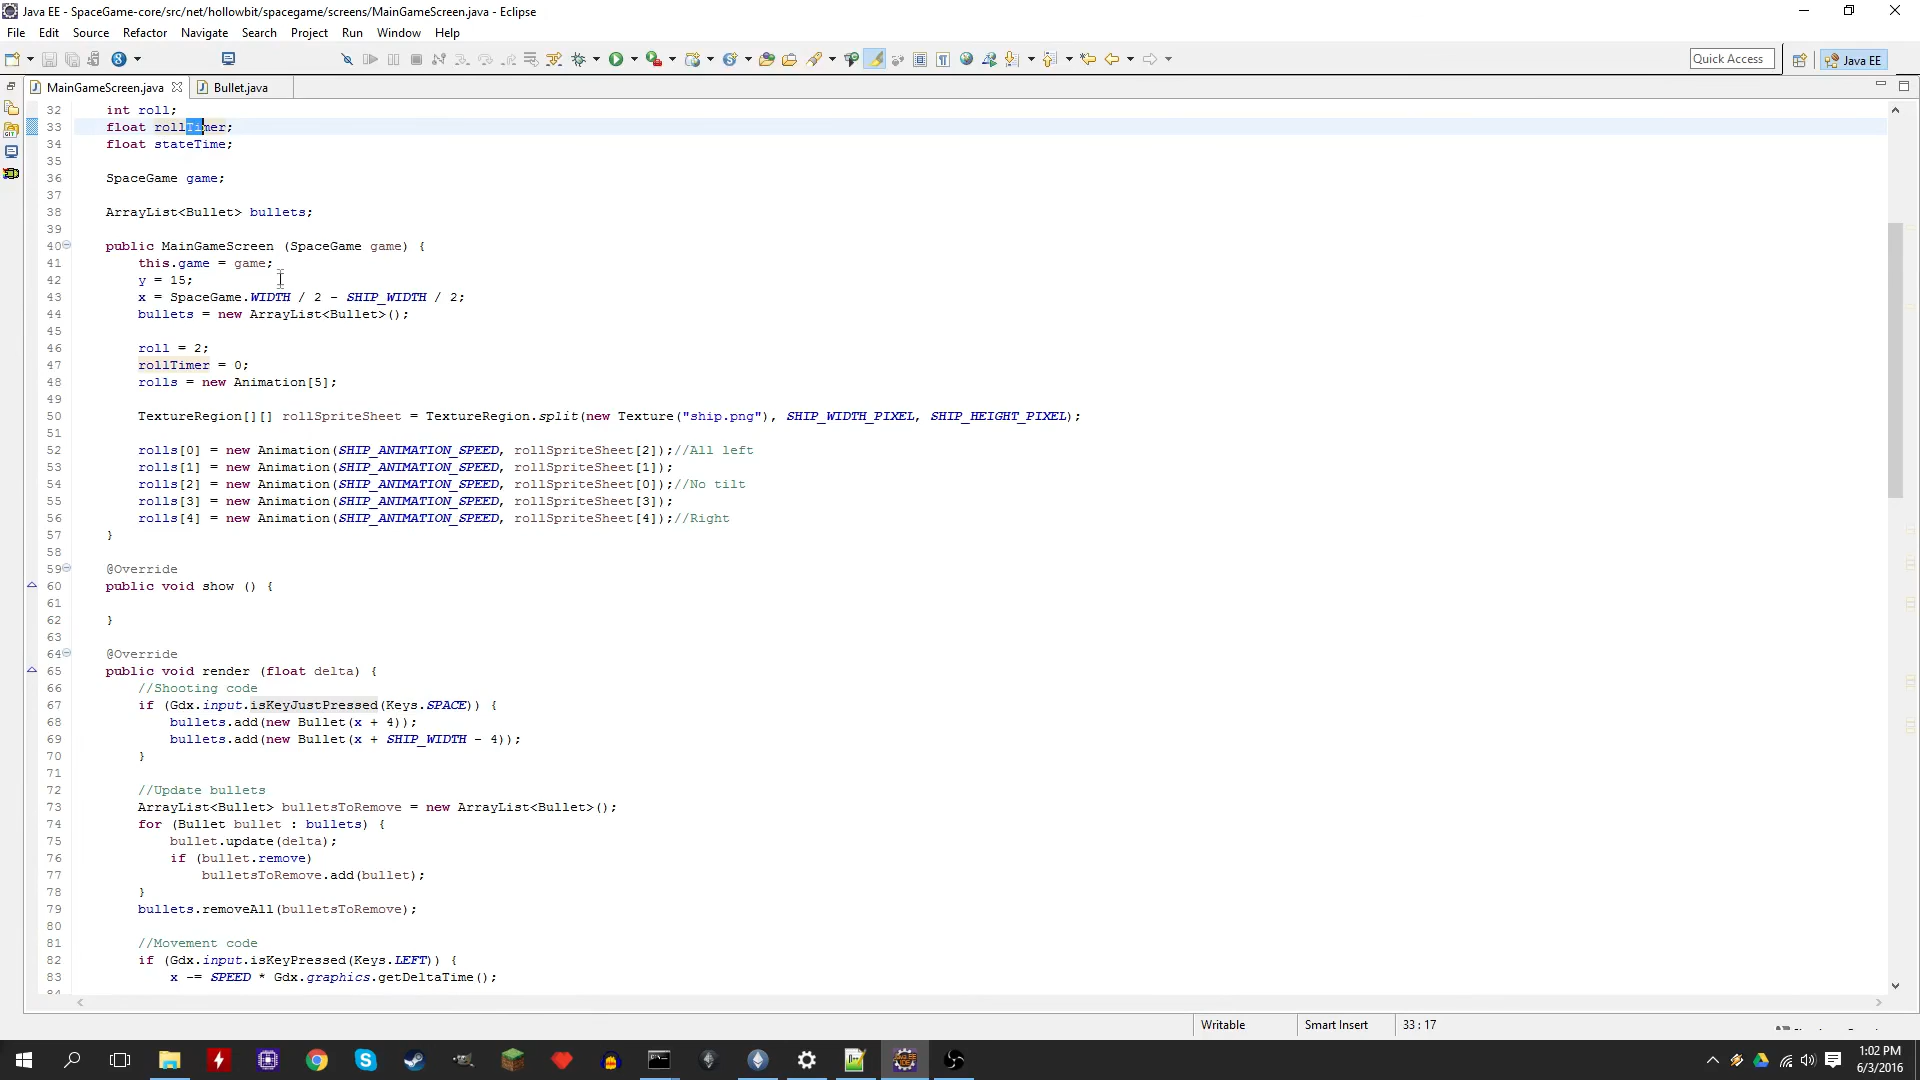 Java EE - SpaceGame-core/src/net/hollowbit/spacegame/screens/MainGameScreen.java - Eclipse
File Edit Source Refactor Navigate Search Project Run Window Help
Quick Access
Java EE
MainGameScreen.java
Bullet.java
32 int roll;
33 float rollTimer;
34 float stateTime;
35
36 SpaceGame game;
37
38 ArrayList<Bullet> bullets;
39
40 public MainGameScreen (SpaceGame game) {
41 this.game = game;
42 y = 15;
43 x = SpaceGame.WIDTH / 2 - SHIP_WIDTH / 2;
44 bullets = new ArrayList<Bullet>();
45
46 roll = 2;
47 rollTimer = 0;
48 rolls = new Animation[5];
49
50 TextureRegion[][] rollSpriteSheet = TextureRegion.split(new Texture("ship.png"), SHIP_WIDTH_PIXEL, SHIP_HEIGHT_PIXEL);
51
52 rolls[0] = new Animation(SHIP_ANIMATION_SPEED, rollSpriteSheet[2]);//All left
53 rolls[1] = new Animation(SHIP_ANIMATION_SPEED, rollSpriteSheet[1]);
54 rolls[2] = new Animation(SHIP_ANIMATION_SPEED, rollSpriteSheet[0]);//No tilt
55 rolls[3] = new Animation(SHIP_ANIMATION_SPEED, rollSpriteSheet[3]);
56 rolls[4] = new Animation(SHIP_ANIMATION_SPEED, rollSpriteSheet[4]);//Right
57 }
58
59 @Override
60 public void show () {
61
62 }
63
64 @Override
65 public void render (float delta) {
66 //Shooting code
67 if (Gdx.input.isKeyJustPressed(Keys.SPACE)) {
68 bullets.add(new Bullet(x + 4));
69 bullets.add(new Bullet(x + SHIP_WIDTH - 4));
70 }
71
72 //Update bullets
73 ArrayList<Bullet> bulletsToRemove = new ArrayList<Bullet>();
74 for (Bullet bullet : bullets) {
75 bullet.update(delta);
76 if (bullet.remove)
77 bulletsToRemove.add(bullet);
78 }
79 bullets.removeAll(bulletsToRemove);
80
81 //Movement code
82 if (Gdx.input.isKeyPressed(Keys.LEFT)) {
83 x -= SPEED * Gdx.graphics.getDeltaTime();
Writable Smart Insert 33 : 17
1:02 PM
6/3/2016